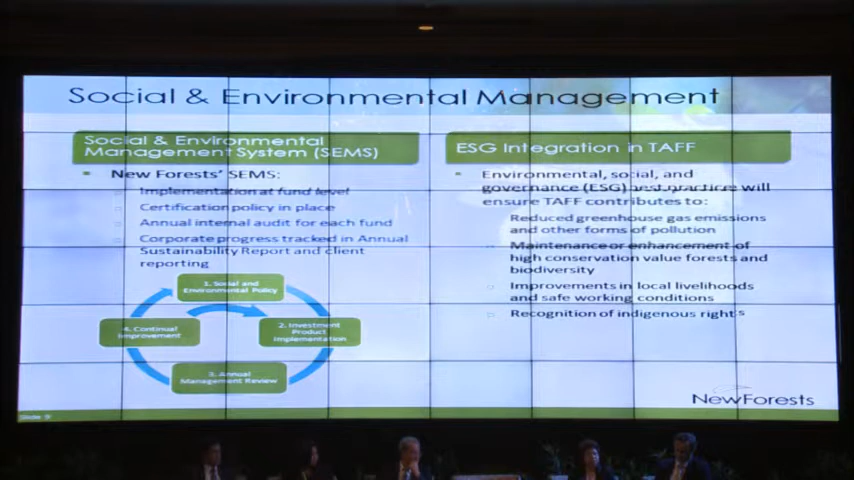 Social & Environmental Management
Social & Environmental
Management System (SEMS)
New Forests' SEMS:
Implementation at fund level
Certification policy in place
Annual internal audit for each fund
Corporate progress tracked in Annual
Sustainability Report and client
reporting
1. Social and
Environmental Policy
2. Investment
Product
Implementation
3. Annual
Management Review
4. Continual
Improvement
ESG Integration in TAFF
Environmental, social, and
governance (ESG) best practice will
ensure TAFF contributes to:
Reduced greenhouse gas emissions
and other forms of pollution
Maintenance or enhancement of
high conservation value forests and
biodiversity
Improvements in local livelihoods
and safe working conditions
Recognition of indigenous rights
NewForests
Slide 9